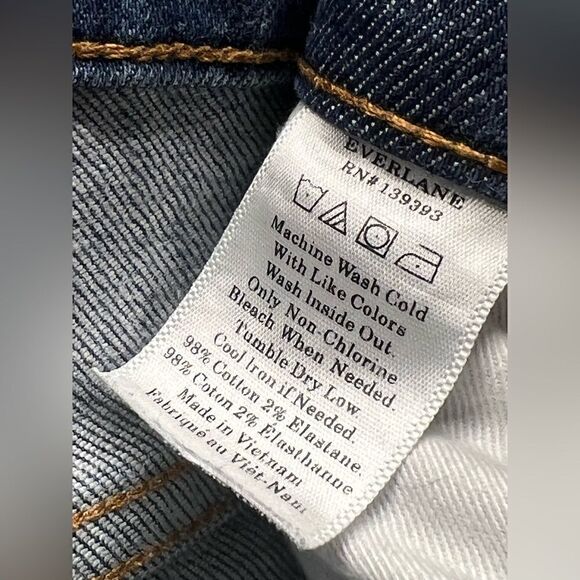 EVERLANE
RN# 139393
Machine Wash Cold
With Like Colors
Wash Inside Out.
Only Non-Chlorine
Bleach When Needed.
Tumble Dry Low
Cool Iron if Needed.
98% Cotton 2% Elastane.
98% Coton 2% Élasthanne
Made in Vietnam
Fabriqué au Viêt-Nam